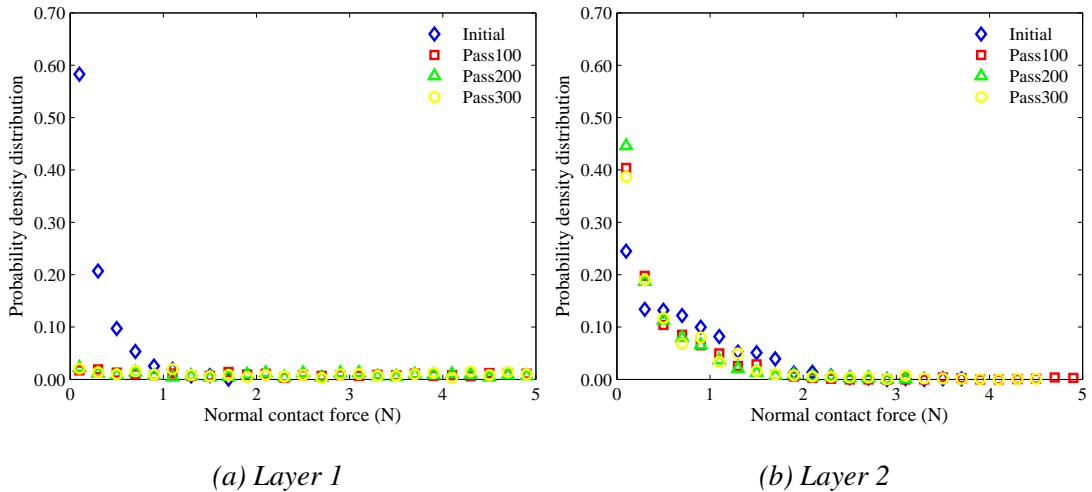 0.70
0.60
0.50
0.40
0.30
0.20
0.10
0.00
Probability density distribution
0 1 2 3 4 5
Normal contact force (N)
Initial
Pass100
Pass200
Pass300
(a) Layer 1
0.70
0.60
0.50
0.40
0.30
0.20
0.10
0.00
Probability density distribution
0 1 2 3 4 5
Normal contact force (N)
Initial
Pass100
Pass200
Pass300
(b) Layer 2